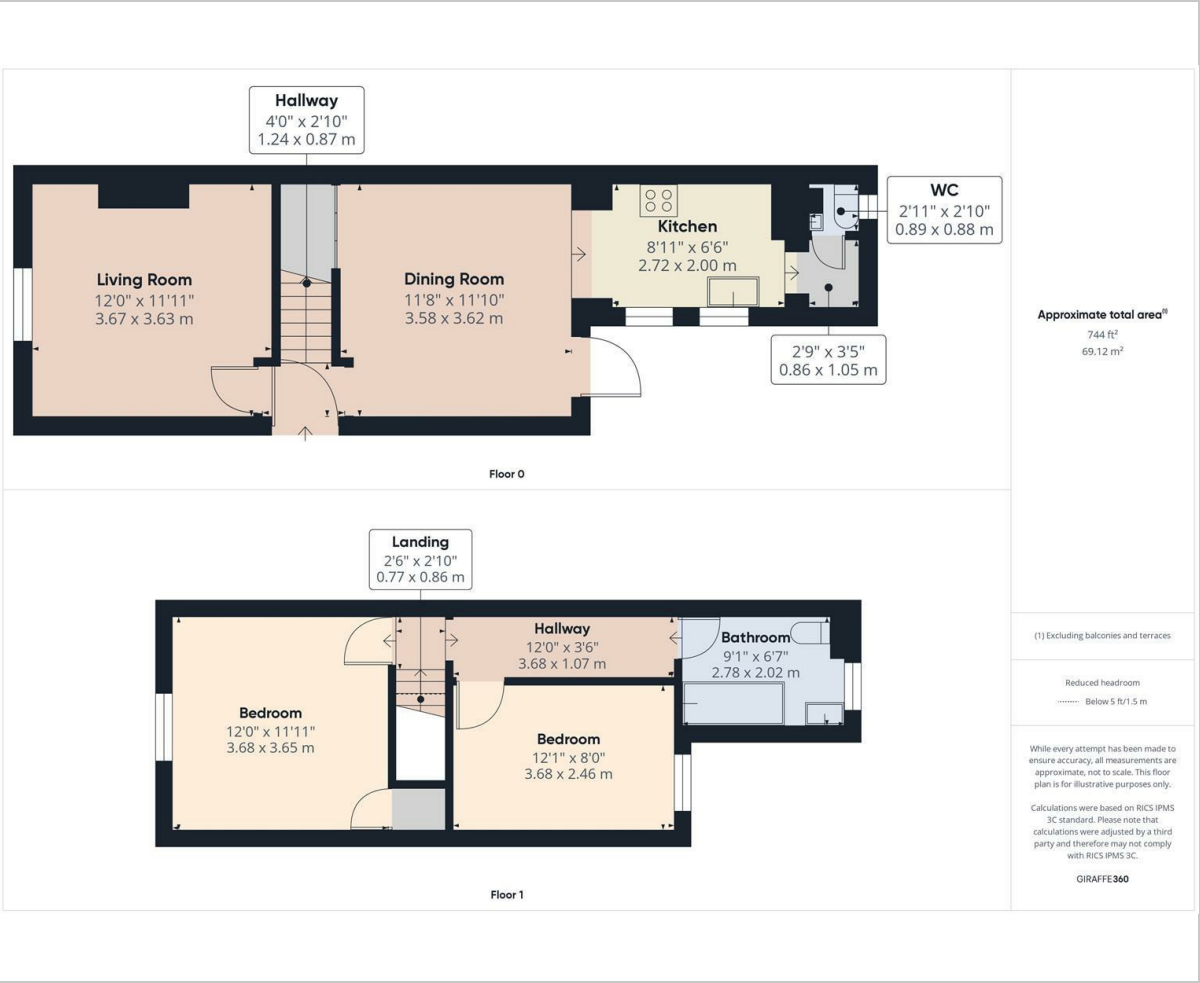 Hallway
4'0" x 2'10"
1.24 x 0.87 m
WC
2'11" x 2'10"
0.89 x 0.88 m
Kitchen
8'11" x 6'6"
2.72 x 2.00 m
Living Room
12'0" x 11'11"
3.67 x 3.63 m
Dining Room
11'8" x 11'10"
3.58 x 3.62 m
2'9" x 3'5"
0.86 x 1.05 m
Floor 0
Landing
2'6" x 2'10"
0.77 x 0.86 m
Hallway
12'0" x 3'6"
3.68 x 1.07 m
Bathroom
9'1" x 6'7"
2.78 x 2.02 m
Bedroom
12'0" x 11'11"
3.68 x 3.65 m
Bedroom
12'1" x 8'0"
3.68 x 2.46 m
Floor 1
Approximate total area(1)
744 ft²
69.12 m²
(1) Excluding balconies and terraces
Reduced headroom
Below 5 ft/1.5 m
While every attempt has been made to
ensure accuracy, all measurements are
approximate, not to scale. This floor
plan is for illustrative purposes only.
Calculations were based on RICS IPMS
3C standard. Please note that
calculations were adjusted by a third
party and therefore may not comply
with RICS IPMS 3C.
GIRAFFE360